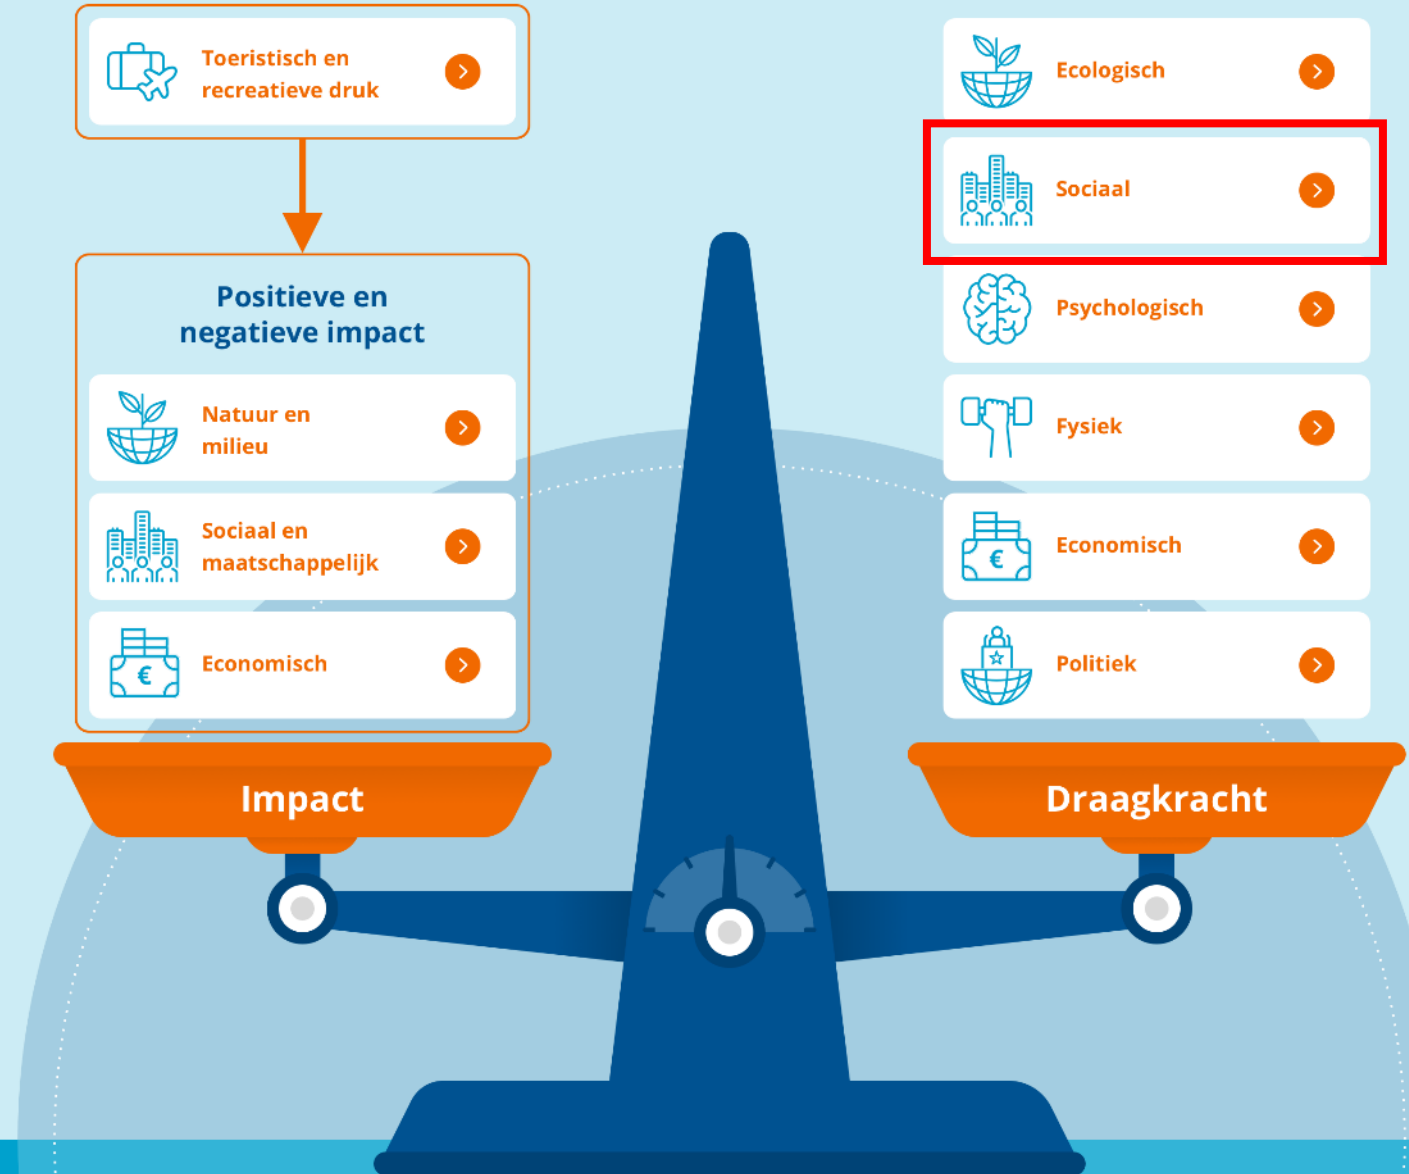 Toeristisch en
recreatieve druk
Positieve en
negatieve impact
Natuur en
milieu
Sociaal en
maatschappelijk
€
Economisch
Impact
Ecologisch
Sociaal
Psychologisch
Fysiek
€
Economisch
Politiek
Draagkracht